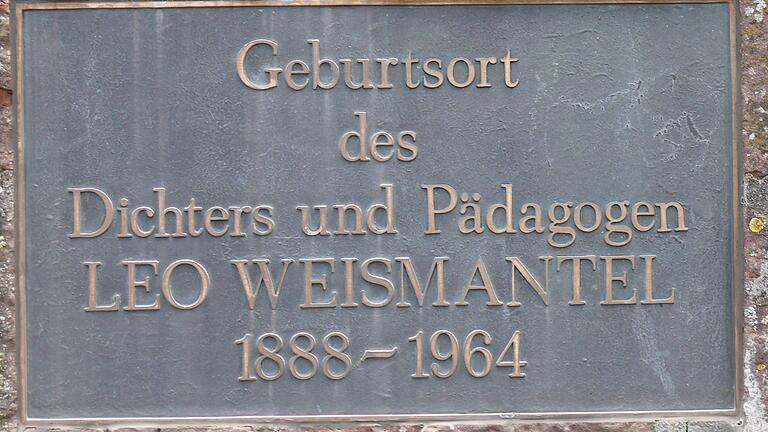 Geburtsort
des
Dichters und Pädagogen
LEO WEISMANTEL
1888–1964